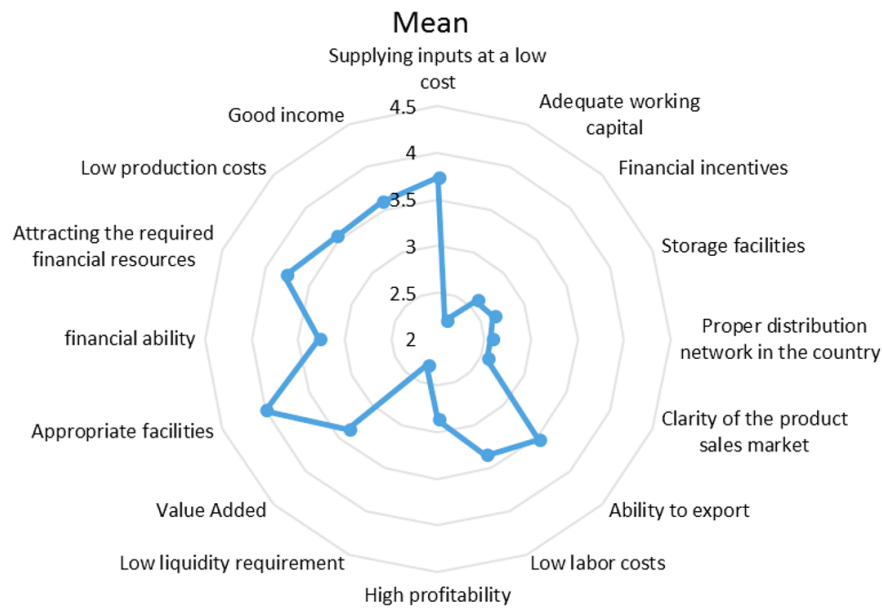 Mean
Supplying inputs at a low
cost
Adequate working
capital
Financial incentives
Storage facilities
Proper distribution
network in the country
Clarity of the product
sales market
Ability to export
Low labor costs
High profitability
Low liquidity requirement
Value Added
Appropriate facilities
financial ability
Attracting the required
financial resources
Low production costs
Good income
4.5
4
3.5
3
2.5
2